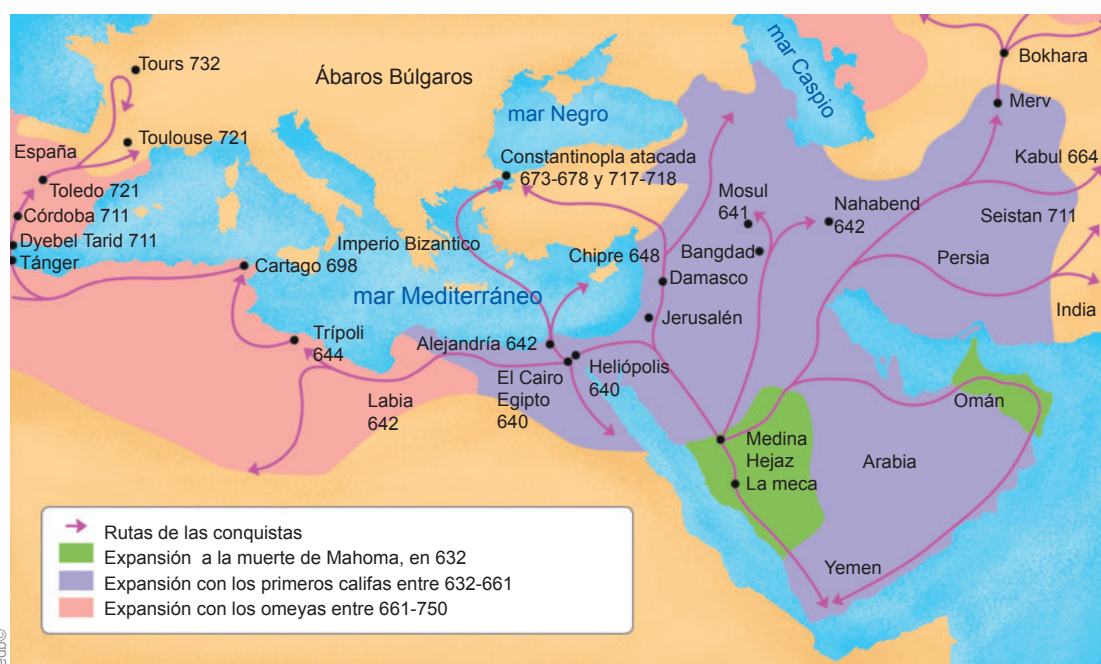 Tours 732
Ábaros Búlgaros
mar Caspio
Bokhara
Merv
mar Negro
Toulouse 721
España
Toledo 721
Córdoba 711
Dyebel Tarid 711
Tánger
Constantinopla atacada
673-678 y 717-718
Kabul 664
Mosul
641
Nahabend
642
Seistan 711
Imperio Bizantico
Chipre 648
Bangdad
Persia
Cartago 698
Damasco
mar Mediterráneo
Jerusalén
India
Trípoli
644
Alejandría 642
El Cairo
Egipto
640
Heliópolis
640
Labia
642
Omán
Medina
Hejaz
La meca
Arabia
Yemen
Rutas de las conquistas
Expansión a la muerte de Mahoma, en 632
Expansión con los primeros califas entre 632-661
Expansión con los omeyas entre 661-750